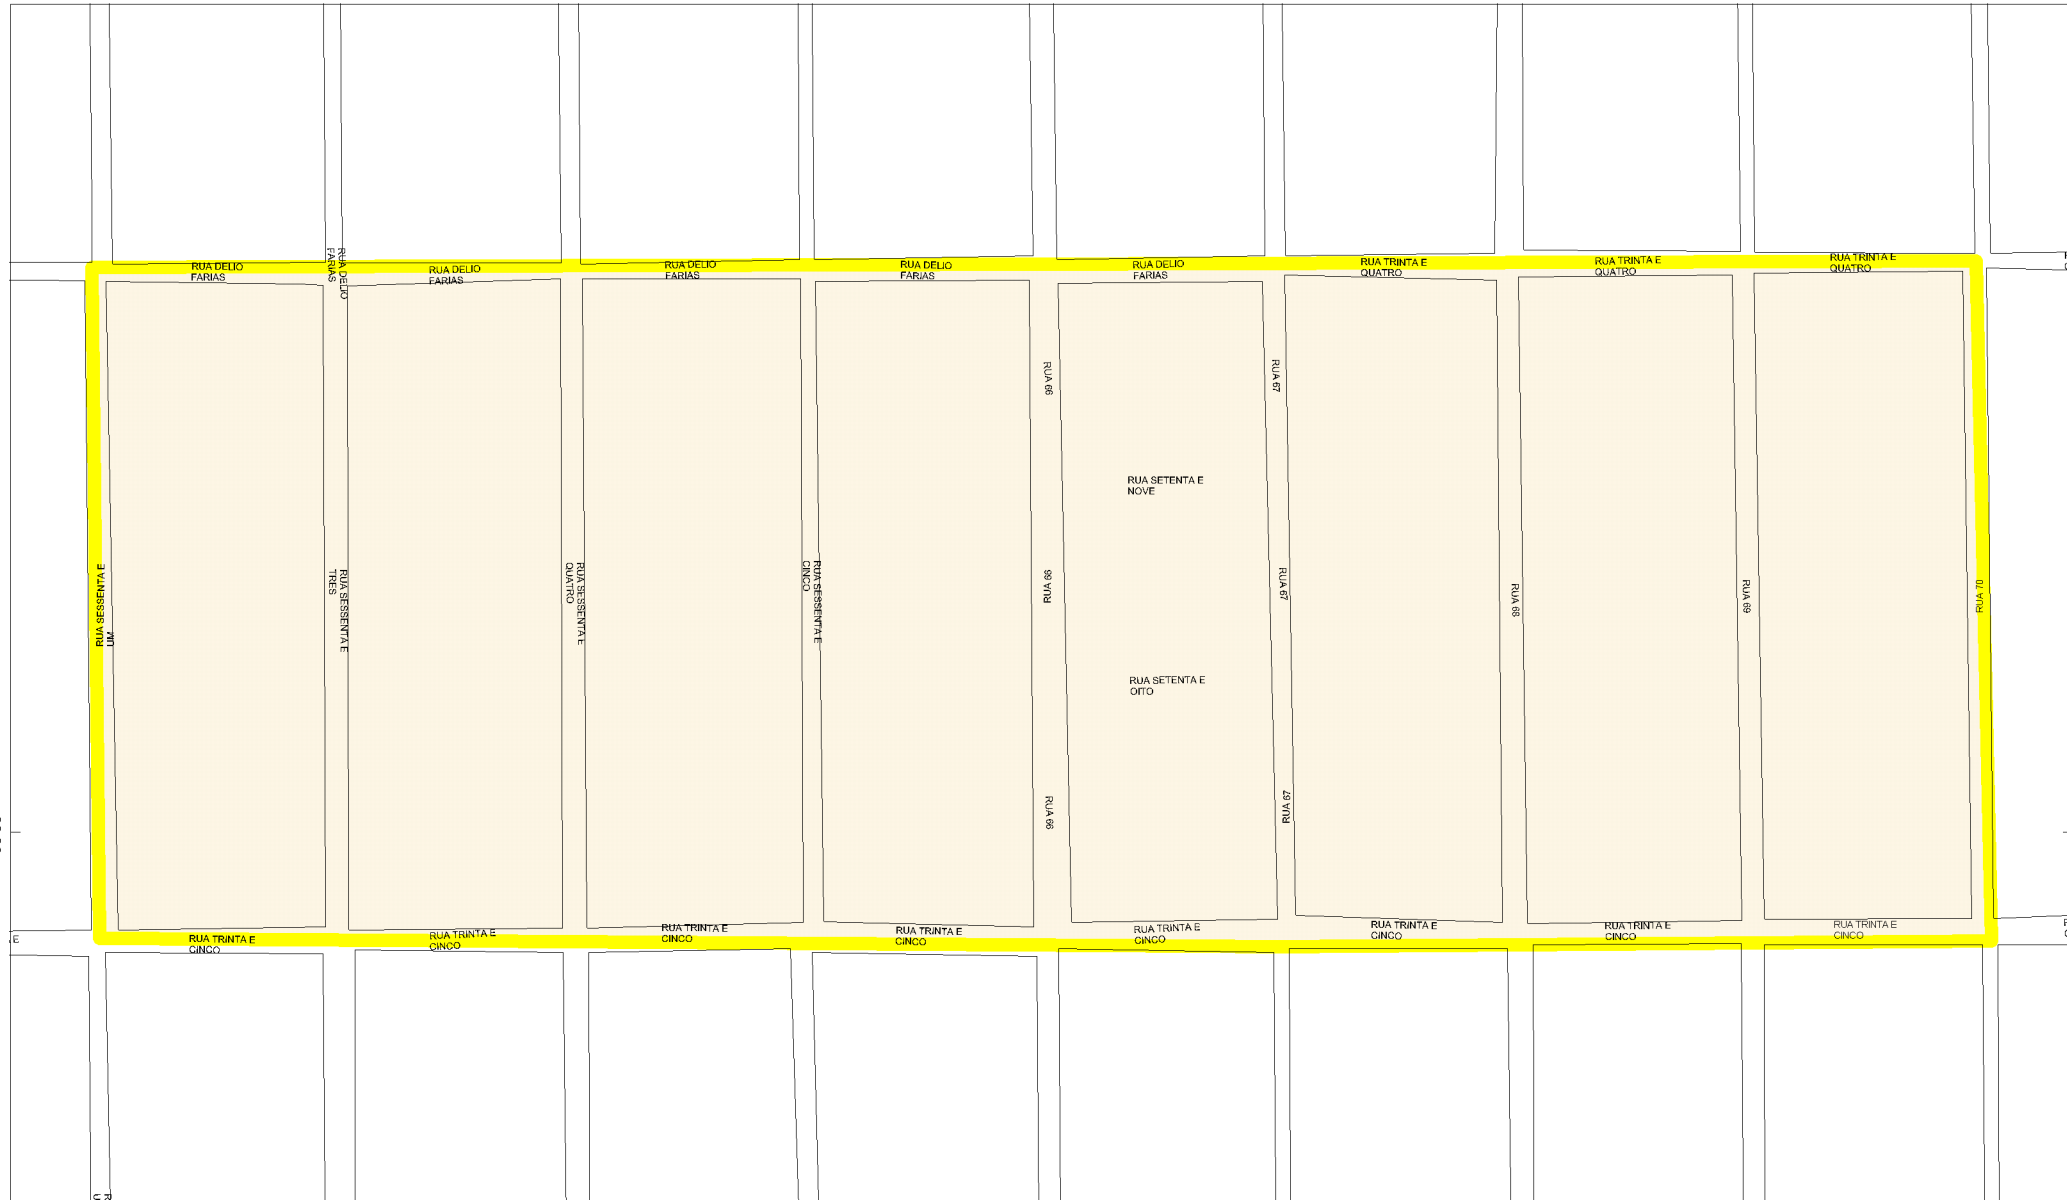 RUA DELIO
FARIAS
RUA DELIO
FARIAS
RUA DELIO
FARIAS
RUA DELIO
FARIAS
RUA DELIO
FARIAS
RUA DELIO
FARIAS
RUA TRINTA E
QUATRO
RUA TRINTA E
QUATRO
RUA TRINTA E
QUATRO
RUA 66
RUA 67
RUA SETENTA E
NOVE
RUA SESSENTA E
UM
RUA SESSENTA E
TRES
RUA SESSENTA E
QUATRO
RUA SESSENTA E
CINCO
RUA 66
RUA 67
RUA 68
RUA 69
RUA 70
RUA SETENTA E
OITO
RUA 66
RUA 67
RUA TRINTA E
CINCO
RUA TRINTA E
CINCO
RUA TRINTA E
CINCO
RUA TRINTA E
CINCO
RUA TRINTA E
CINCO
RUA TRINTA E
CINCO
RUA TRINTA E
CINCO
RUA TRINTA E
CINCO